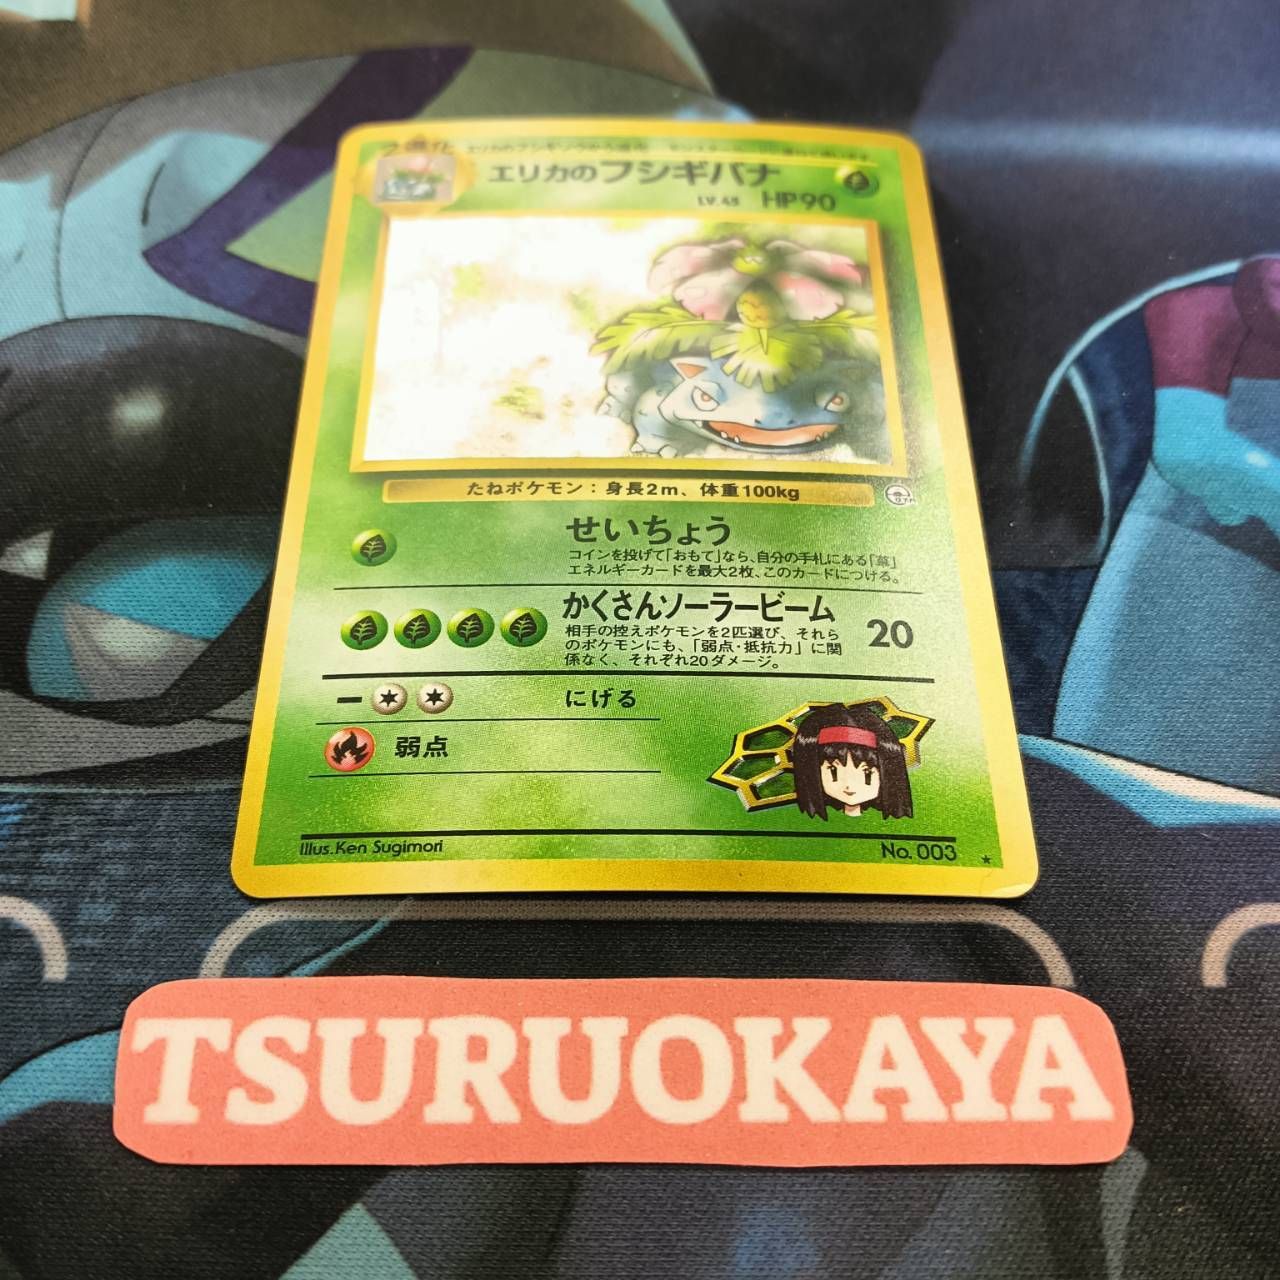 2進化
エリカのフシギバナ
LV.45 HP90
たねポケモン：身長2m、体重100kg
せいちょう
コインを投げて「おもて」なら、自分の手札にある「草」
エネルギーカードを最大2枚、このカードにつける。
かくさんソーラービーム 20
相手の控えポケモンを2匹選び、それら
のポケモンにも、「弱点・抵抗力」に関
係なく、それぞれ20ダメージ。
にげる
弱点
Illus.Ken Sugimori
No.003
TSURUOKAYA